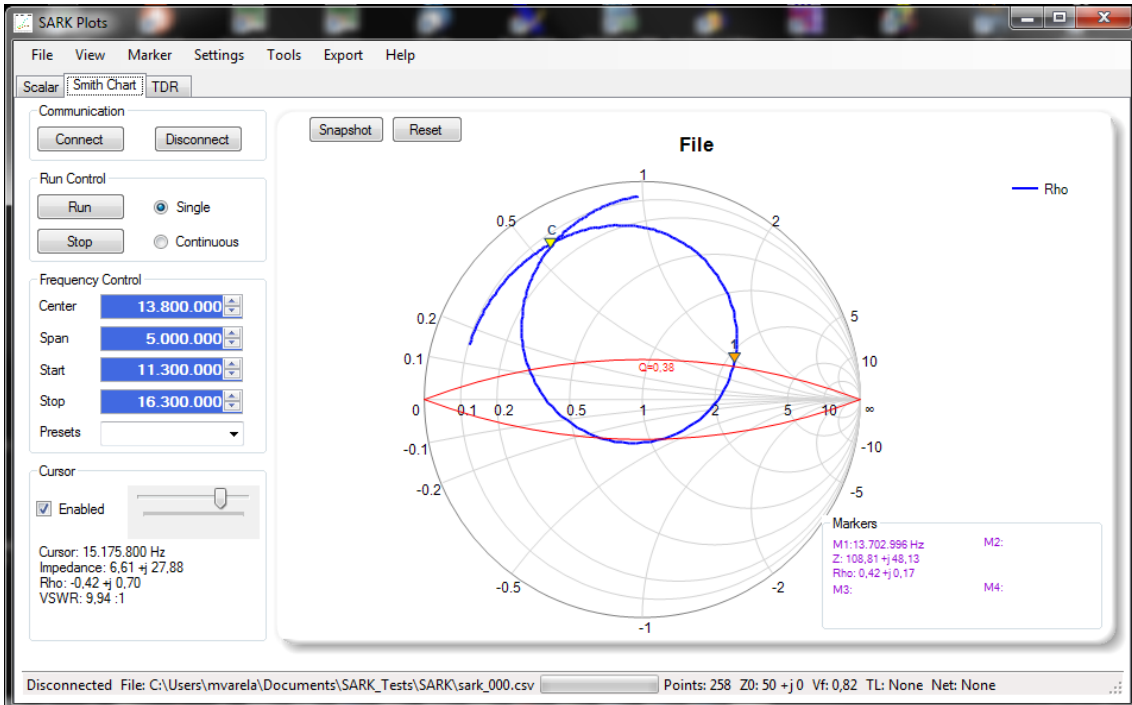 SARK Plots
File View Marker Settings Tools Export Help
Scalar Smith Chart TDR
Communication
Connect Disconnect
Run Control
Run Single
Stop Continuous
Frequency Control
Center 13.800.000
Span 5.000.000
Start 11.300.000
Stop 16.300.000
Presets
Cursor
Enabled
Cursor: 15.175.800 Hz
Impedance: 6,61 +j 27,88
Rho: -0,42 +j 0,70
VSWR: 9,94 :1
Snapshot Reset
File
Rho
1
0.5 2
C
0.2 5
1
0.1 10
Q=0,38
0 0.1 0.2 0.5 1 2 5 10 ∞
-0.1 -10
-0.2 -5
-0.5 -2
-1
Markers
M1:13.702.996 Hz M2:
Z: 108,81 +j 48,13
Rho: 0,42 +j 0,17
M3: M4:
Disconnected File: C:\Users\mvarela\Documents\SARK_Tests\SARK\sark_000.csv Points: 258 Z0: 50 +j 0 Vf: 0,82 TL: None Net: None